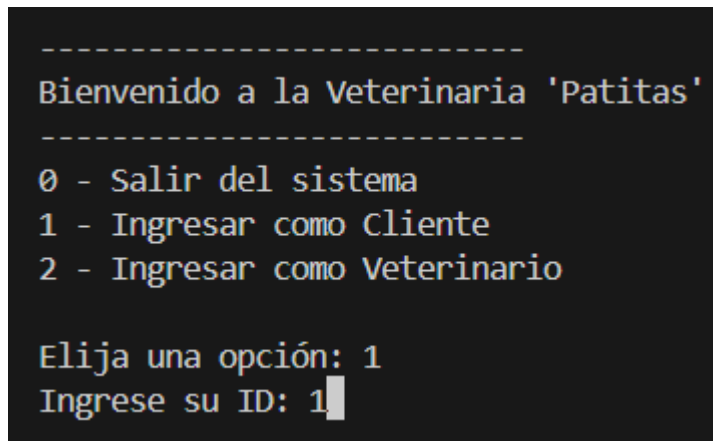 ---------------------------
Bienvenido a la Veterinaria 'Patitas'
---------------------------
0 - Salir del sistema
1 - Ingresar como Cliente
2 - Ingresar como Veterinario
Elija una opción: 1
Ingrese su ID: 1